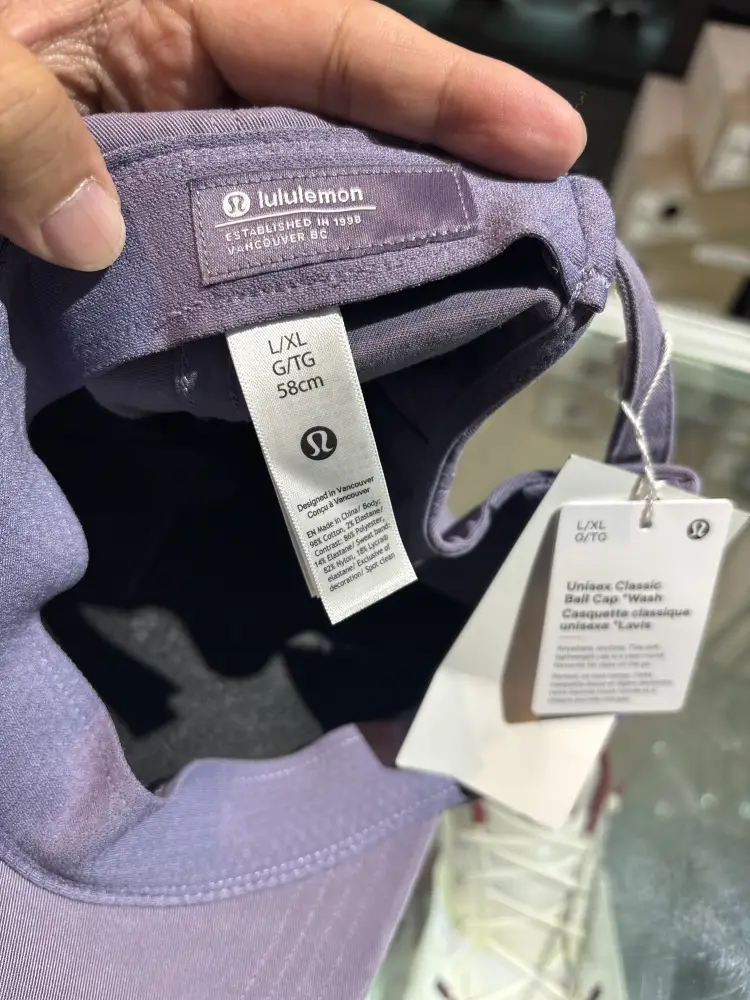 lululemon
ESTABLISHED IN 1998
VANCOUVER BC
L/XL
G/TG
58cm
Designed in Vancouver
Conçu à Vancouver
EN Made in China/ Body:
96% Cotton, 2% Elastane/
Contrast: 86% Polyester,
14% Elastane/ Sweat band:
82% Nylon, 18% Lycra®
elastane/ Exclusive of
decoration/ Spot clean
L/XL
G/TG
Unisex Classic
Ball Cap *Wash
Casquette classique
unisexe *Lavis